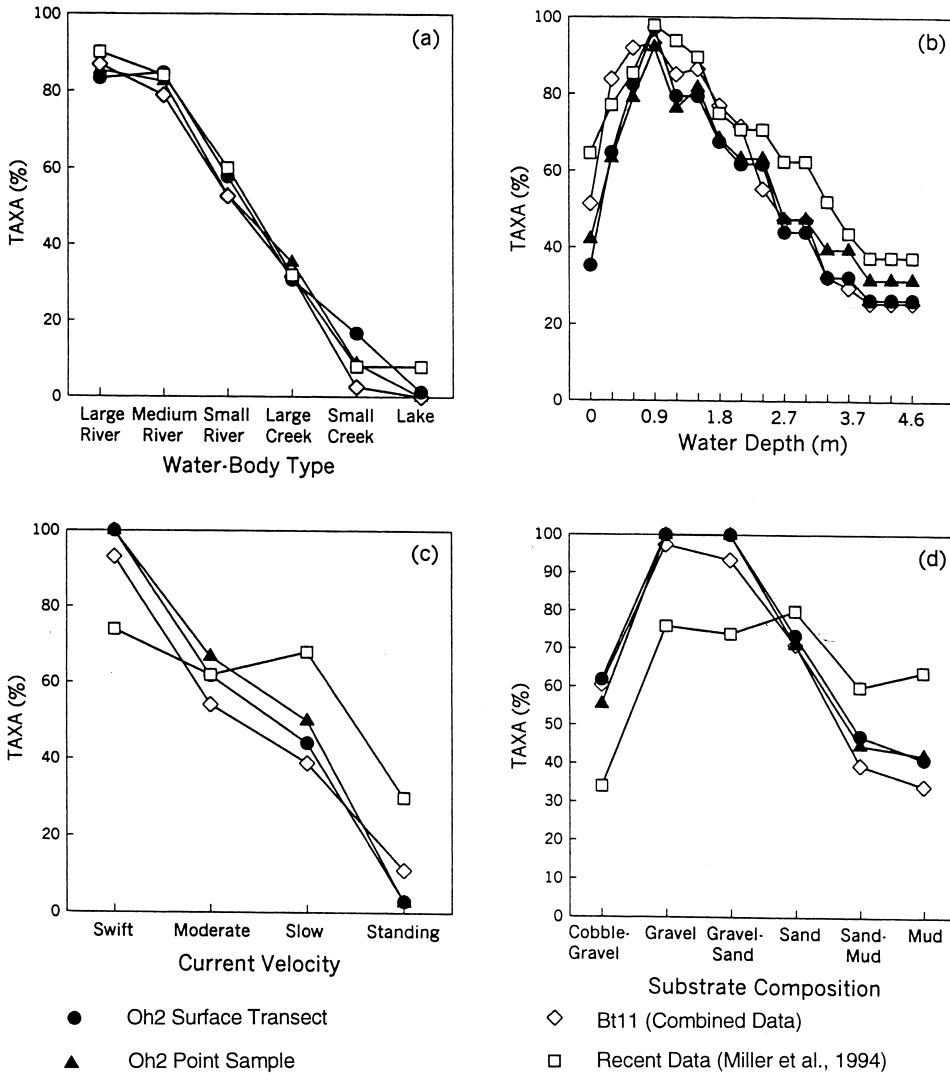 (a)
100
80
60
40
20
0
TAXA (%)
Large River
Medium River
Small River
Large Creek
Small Creek
Lake
Water-Body Type
(b)
100
80
60
40
20
0
TAXA (%)
0 0.9 1.8 2.7 3.7 4.6
Water Depth (m)
(c)
100
80
60
40
20
0
TAXA (%)
Swift Moderate Slow Standing
Current Velocity
(d)
100
90
80
70
60
50
40
30
20
10
0
TAXA (%)
Cobble-Gravel
Gravel
Gravel-Sand
Sand
Sand-Mud
Mud
Substrate Composition
Oh2 Surface Transect
Oh2 Point Sample
Bt11 (Combined Data)
Recent Data (Miller et al., 1994)